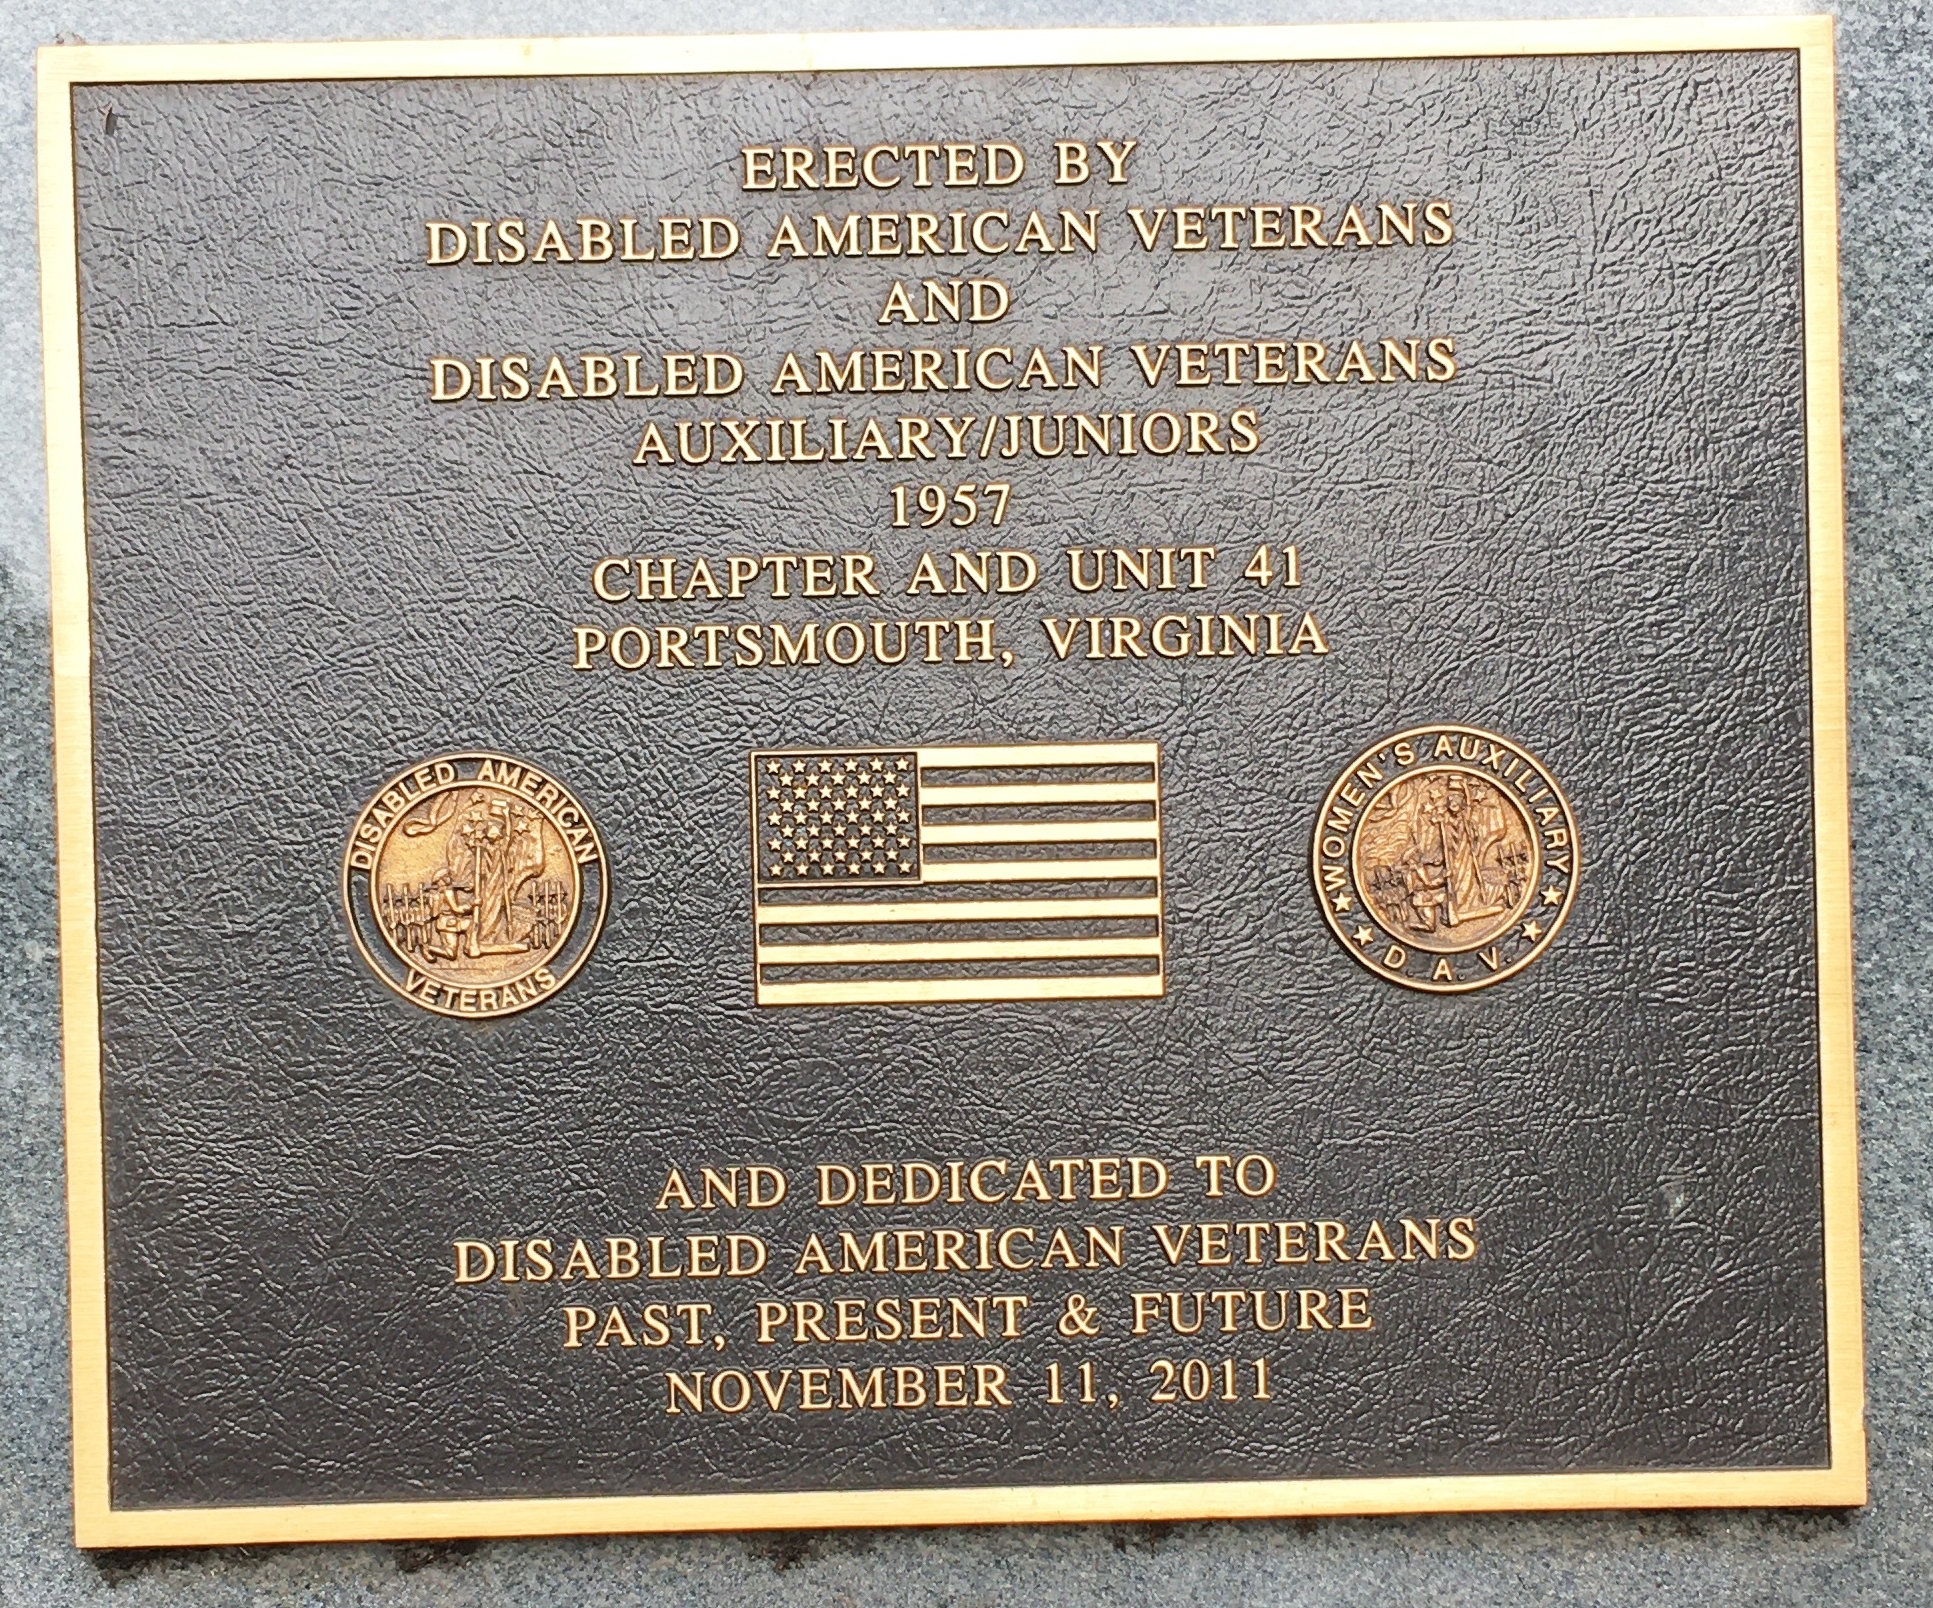 ERECTED BY
DISABLED AMERICAN VETERANS
AND
DISABLED AMERICAN VETERANS
AUXILIARY/JUNIORS
1957
CHAPTER AND UNIT 41
PORTSMOUTH, VIRGINIA
DISABLED AMERICAN
VETERANS
WOMEN'S AUXILIARY
D. A. V.
AND DEDICATED TO
DISABLED AMERICAN VETERANS
PAST, PRESENT & FUTURE
NOVEMBER 11, 2011